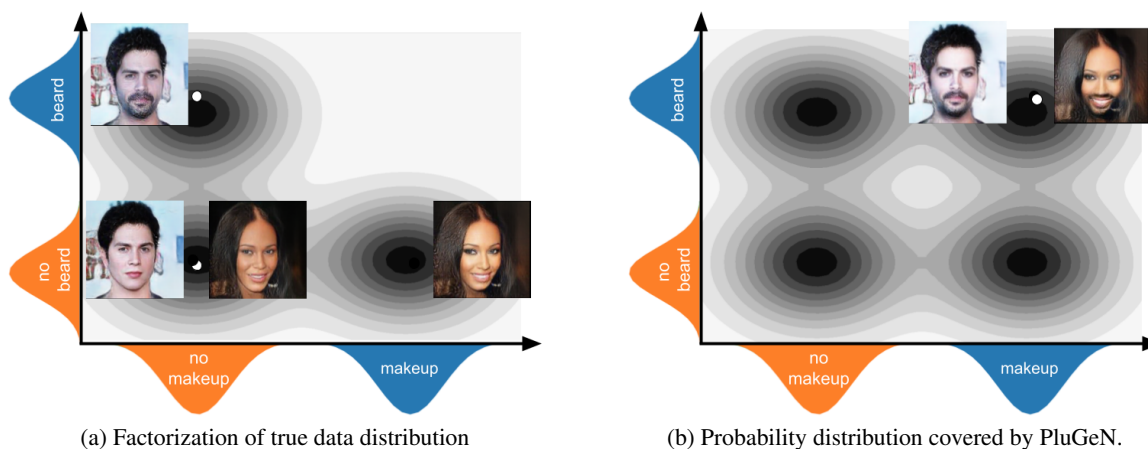 beard
no
beard
no
makeup
makeup
(a) Factorization of true data distribution
beard
no
beard
no
makeup
makeup
(b) Probability distribution covered by PluGeN.